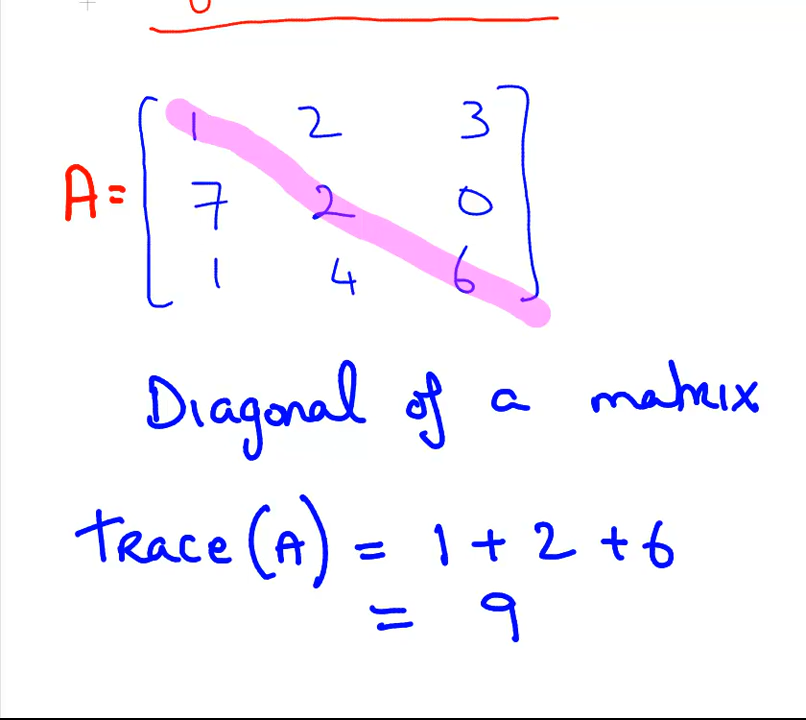 1 2 3
A= 7 2 0
1 4 6
Diagonal of a matrix
trace(A) = 1 + 2 + 6
= 9